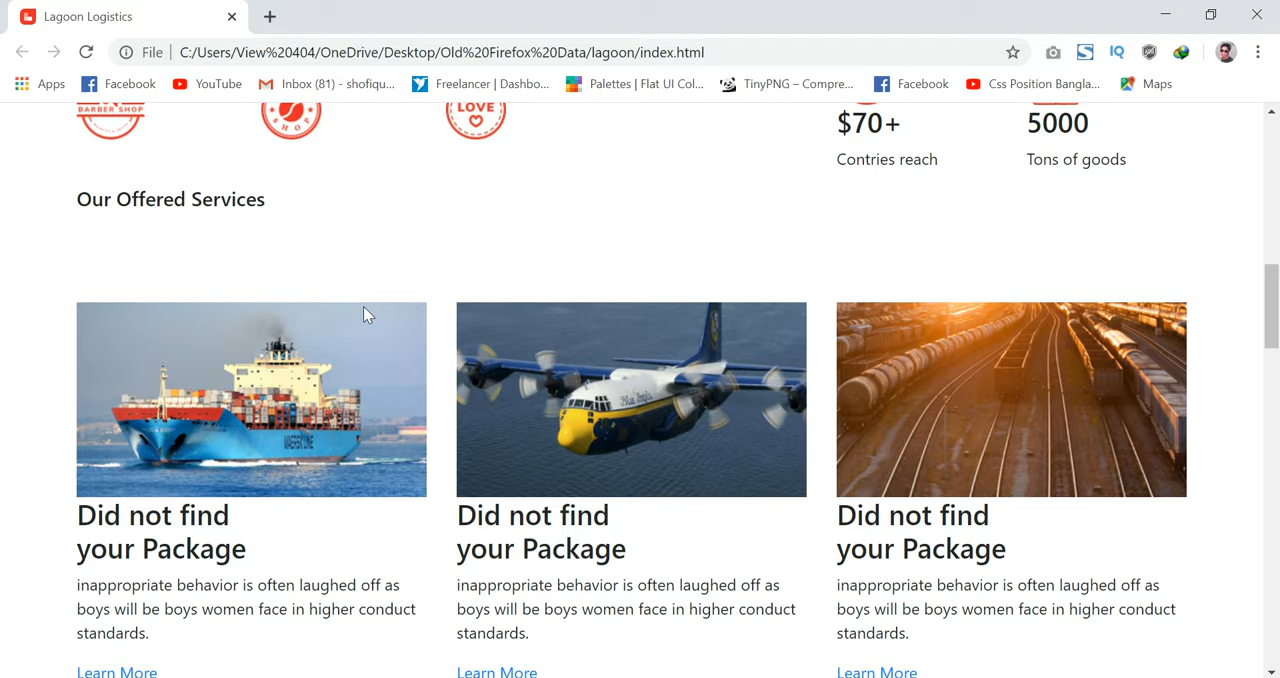 Lagoon Logistics
File
C:/Users/View%20404/OneDrive/Desktop/Old%20Firefox%20Data/lagoon/index.html
Apps
Facebook
YouTube
Inbox (81) - shofiqu...
Freelancer | Dashbo...
Palettes | Flat UI Col...
TinyPNG – Compre...
Facebook
Css Position Bangla...
Maps
BARBER SHOP
SHOP
LOVE
$70+
5000
Contries reach
Tons of goods
Our Offered Services
MAERSK LINE
Blue Angels
Did not find
your Package
inappropriate behavior is often laughed off as
boys will be boys women face in higher conduct
standards.
Learn More
Did not find
your Package
inappropriate behavior is often laughed off as
boys will be boys women face in higher conduct
standards.
Learn More
Did not find
your Package
inappropriate behavior is often laughed off as
boys will be boys women face in higher conduct
standards.
Learn More